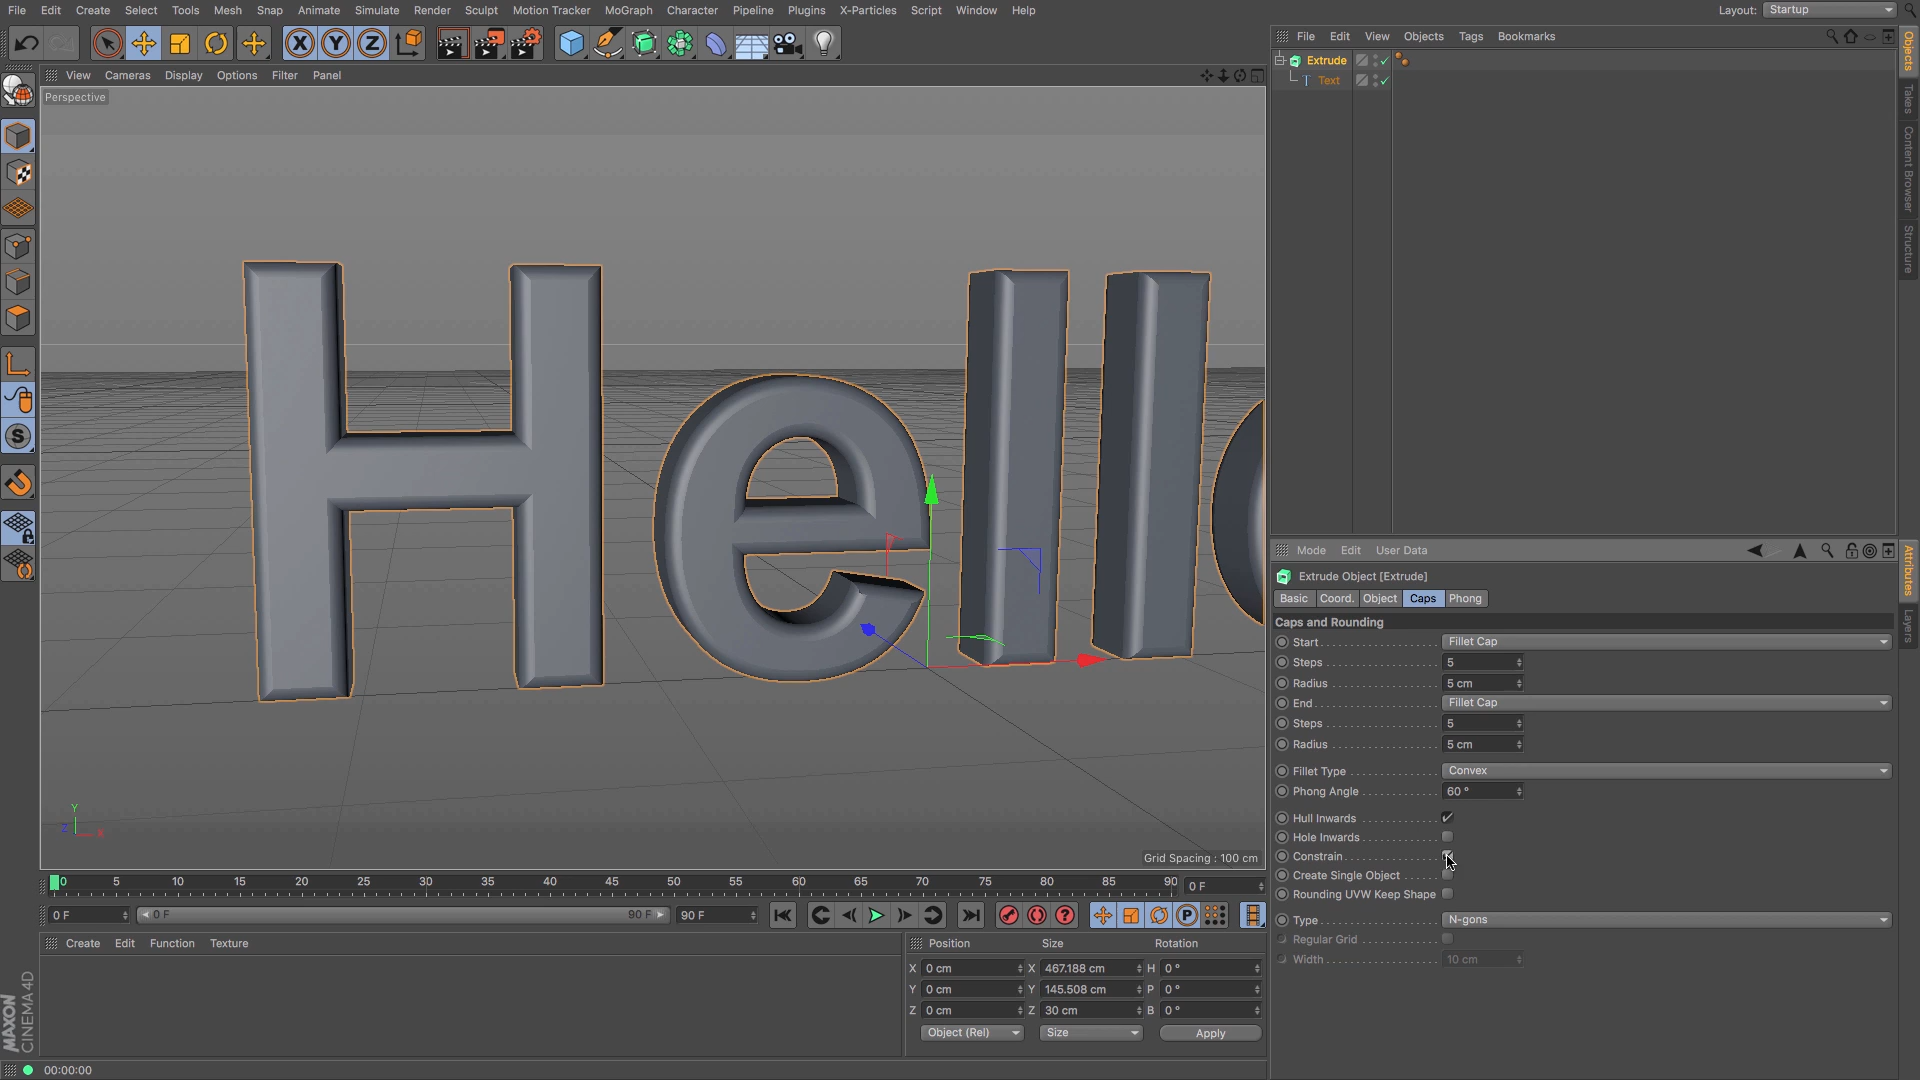 File Edit Create Select Tools Mesh Snap Animate Simulate Render Sculpt Motion Tracker MoGraph Character Pipeline Plugins X-Particles Script Window Help Layout: Startup
File Edit View Objects Tags Bookmarks
Extrude
Text
Objects
Takes
Content Browser
Structure
View Cameras Display Options Filter Panel
Perspective
Hell
Y
Z X
Grid Spacing : 100 cm
Mode Edit User Data
Attributes
Layers
Extrude Object [Extrude]
Basic Coord. Object Caps Phong
Caps and Rounding
Start Fillet Cap
Steps 5
Radius 5 cm
End Fillet Cap
Steps 5
Radius 5 cm
Fillet Type Convex
Phong Angle 60 °
Hull Inwards
Hole Inwards
Constrain
Create Single Object
Rounding UVW Keep Shape
Type N-gons
Regular Grid
Width 10 cm
0 5 10 15 20 25 30 35 40 45 50 55 60 65 70 75 80 85 90 0 F
0 F 0 F 90 F 90 F
Create Edit Function Texture
Position Size Rotation
X 0 cm X 467.188 cm H 0 °
Y 0 cm Y 145.508 cm P 0 °
Z 0 cm Z 30 cm B 0 °
Object (Rel) Size Apply
MAXON
CINEMA 4D
00:00:00